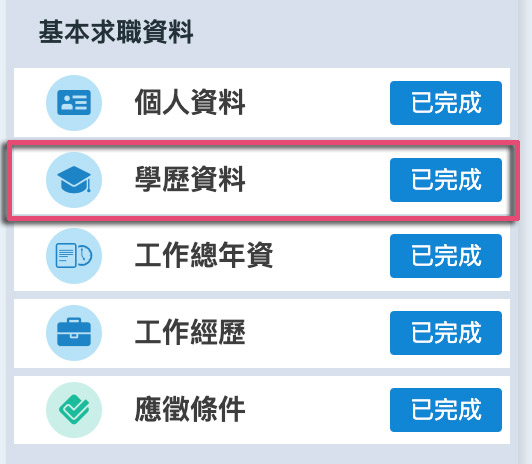 基本求職資料
個人資料 已完成
學歷資料 已完成
工作總年資 已完成
工作經歷 已完成
應徵條件 已完成